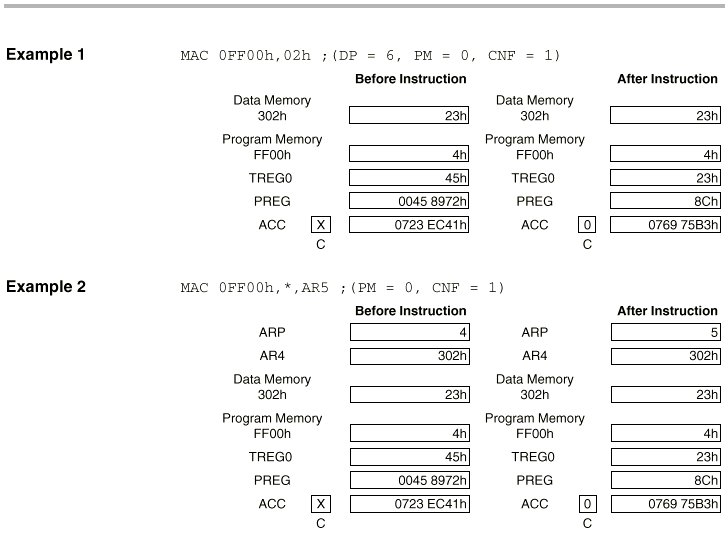 Example 1 MAC 0FF00h,02h ;(DP = 6, PM = 0, CNF = 1)
Before Instruction After Instruction
Data Memory Data Memory
302h 23h 302h 23h
Program Memory Program Memory
FF00h 4h FF00h 4h
TREG0 45h TREG0 23h
PREG 0045 8972h PREG 8Ch
ACC X 0723 EC41h ACC 0 0769 75B3h
C C
Example 2 MAC 0FF00h,*,AR5 ;(PM = 0, CNF = 1)
Before Instruction After Instruction
ARP 4 ARP 5
AR4 302h AR4 302h
Data Memory Data Memory
302h 23h 302h 23h
Program Memory Program Memory
FF00h 4h FF00h 4h
TREG0 45h TREG0 23h
PREG 0045 8972h PREG 8Ch
ACC X 0723 EC41h ACC 0 0769 75B3h
C C